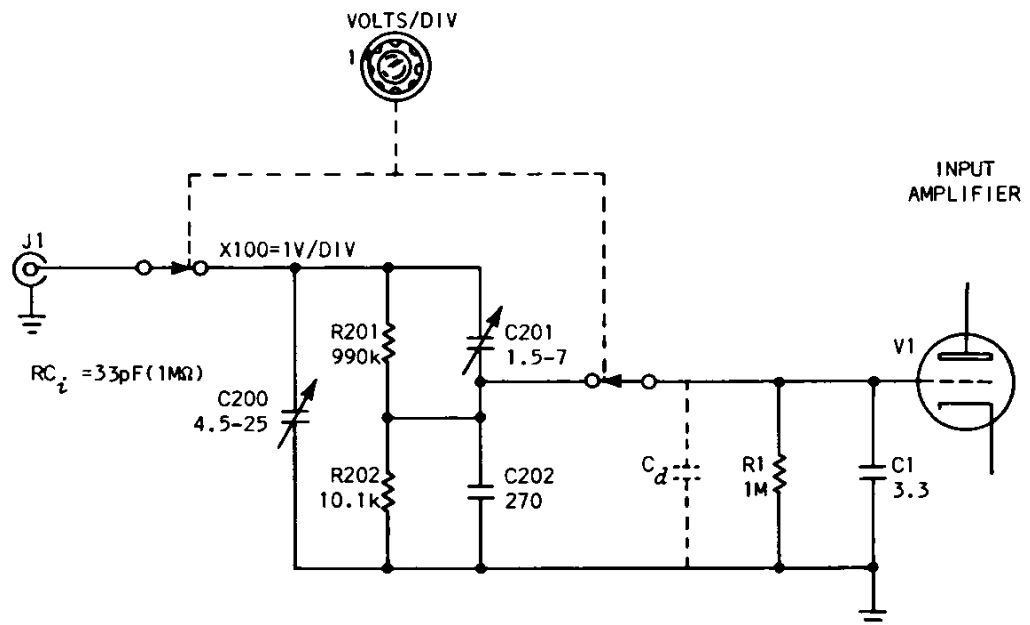 VOLTS/DIV
1
INPUT
AMPLIFIER
J1
X100=1V/DIV
R201
990k
C201
1.5-7
V1
RCi =33pF(1MΩ)
C200
4.5-25
R202
10.1k
C202
270
Cd
R1
1M
C1
3.3